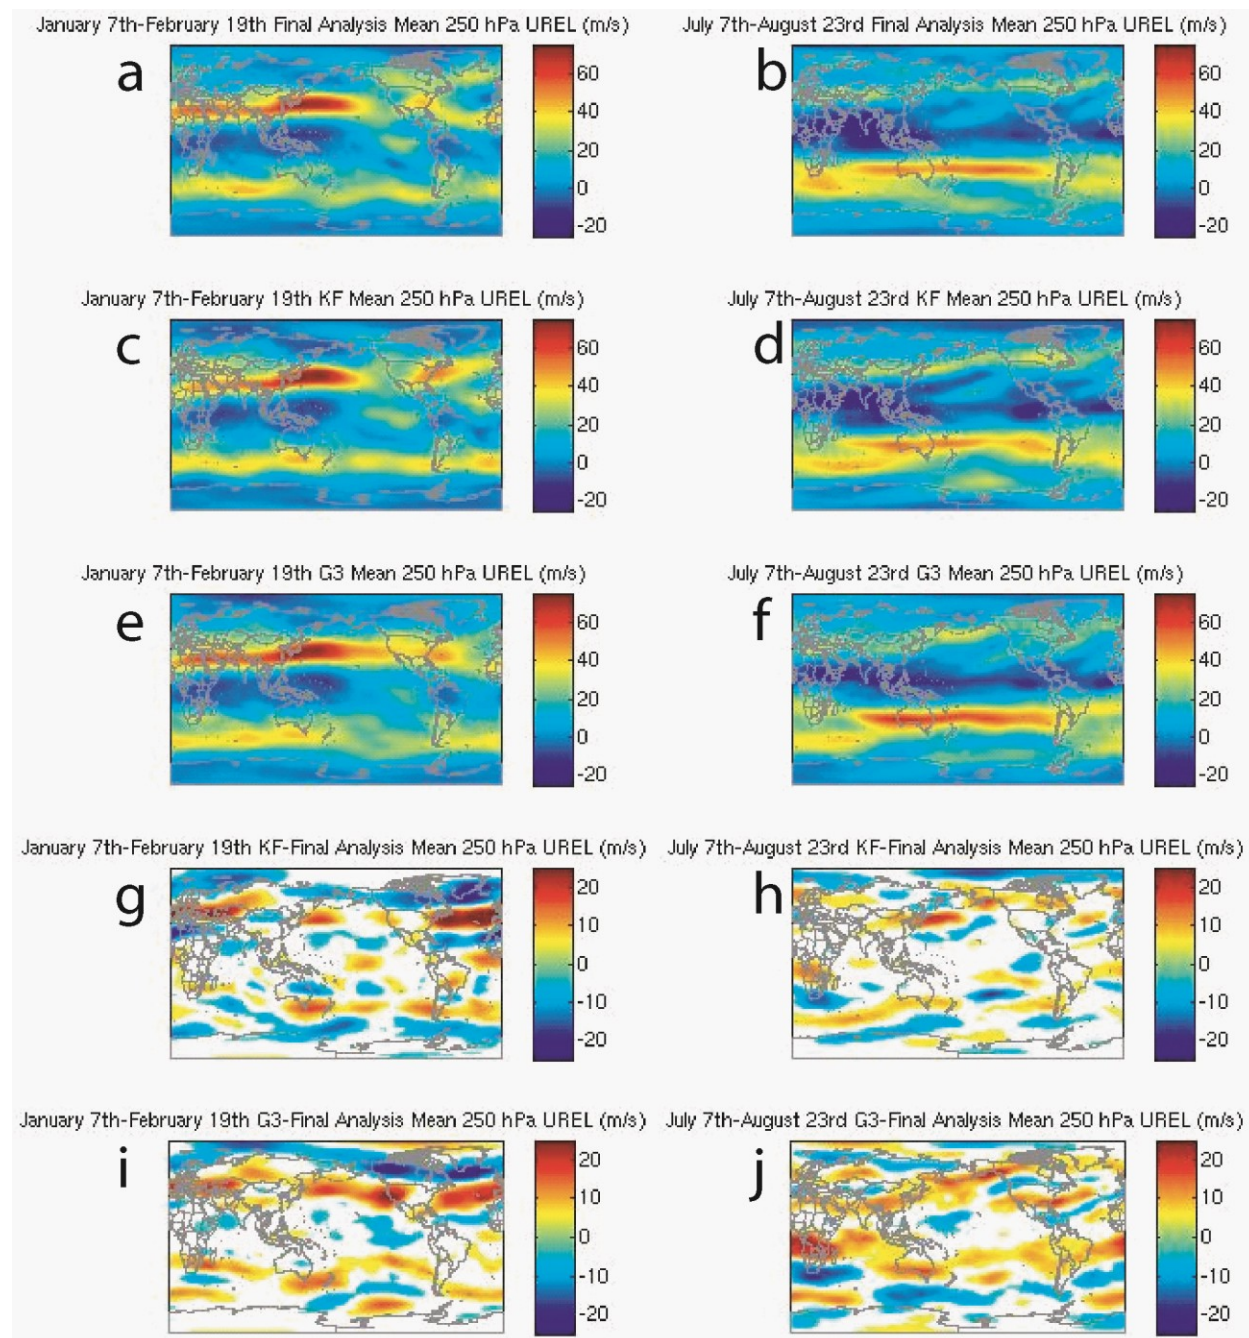 January 7th-February 19th Final Analysis Mean 250 hPa UREL (m/s)
a
60
40
20
0
-20
July 7th-August 23rd Final Analysis Mean 250 hPa UREL (m/s)
b
60
40
20
0
-20
January 7th-February 19th KF Mean 250 hPa UREL (m/s)
c
60
40
20
0
-20
July 7th-August 23rd KF Mean 250 hPa UREL (m/s)
d
60
40
20
0
-20
January 7th-February 19th G3 Mean 250 hPa UREL (m/s)
e
60
40
20
0
-20
July 7th-August 23rd G3 Mean 250 hPa UREL (m/s)
f
60
40
20
0
-20
January 7th-February 19th KF-Final Analysis Mean 250 hPa UREL (m/s)
g
20
10
0
-10
-20
July 7th-August 23rd KF-Final Analysis Mean 250 hPa UREL (m/s)
h
20
10
0
-10
-20
January 7th-February 19th G3-Final Analysis Mean 250 hPa UREL (m/s)
i
20
10
0
-10
-20
July 7th-August 23rd G3-Final Analysis Mean 250 hPa UREL (m/s)
j
20
10
0
-10
-20